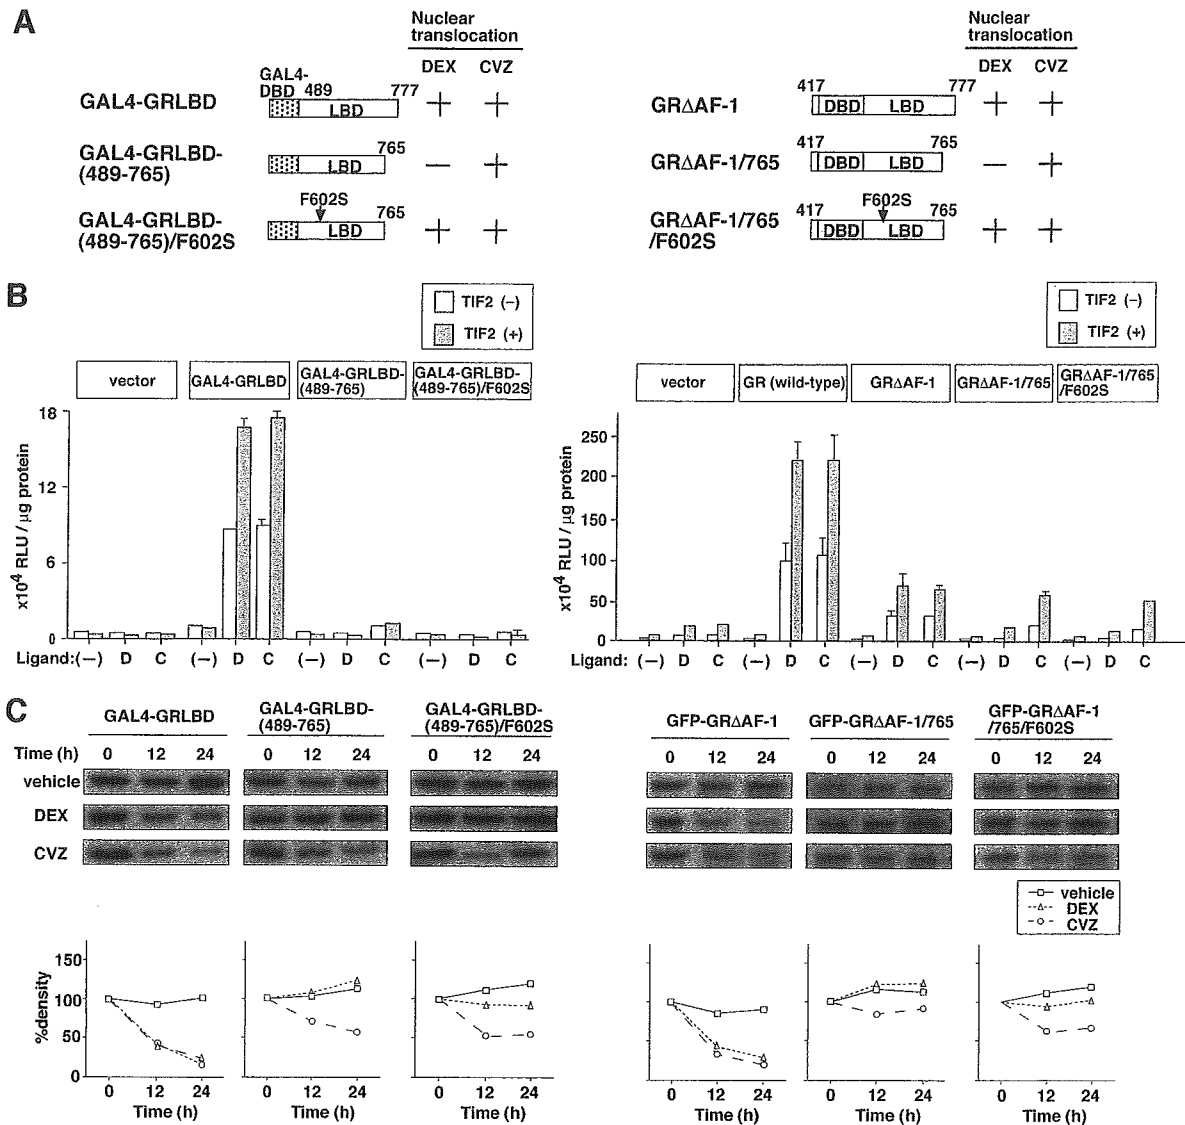 A
Nuclear
translocation
DEX CVZ
GAL4-
DBD 489 777
GAL4-GRLBD LBD + +
GAL4-GRLBD-
(489-765) 765 LBD − +
F602S
GAL4-GRLBD-
(489-765)/F602S 765 LBD + +
Nuclear
translocation
DEX CVZ
417 777
GRΔAF-1 DBD LBD + +
417 765
GRΔAF-1/765 DBD LBD − +
F602S
417 765
GRΔAF-1/765
/F602S DBD LBD + +
B
TIF2 (−)
TIF2 (+)
vector
GAL4-GRLBD
GAL4-GRLBD-
(489-765)
GAL4-GRLBD-
(489-765)/F602S
x10⁴ RLU / μg protein
18
12
6
0
Ligand:(−) D C (−) D C (−) D C (−) D C
TIF2 (−)
TIF2 (+)
vector
GR (wild-type)
GRΔAF-1
GRΔAF-1/765
GRΔAF-1/765
/F602S
x10⁴ RLU / μg protein
250
200
150
100
50
0
Ligand: (−) D C (−) D C (−) D C (−) D C (−) D C
C
GAL4-GRLBD
GAL4-GRLBD-
(489-765)
GAL4-GRLBD-
(489-765)/F602S
Time (h) 0 12 24 0 12 24 0 12 24
vehicle
DEX
CVZ
GFP-GRΔAF-1
GFP-GRΔAF-1/765
GFP-GRΔAF-1
/765/F602S
0 12 24 0 12 24 0 12 24
vehicle
DEX
CVZ
%density
150
100
50
0
0 12 24 0 12 24 0 12 24
Time (h) Time (h) Time (h)
0 12 24 0 12 24 0 12 24
Time (h) Time (h) Time (h)